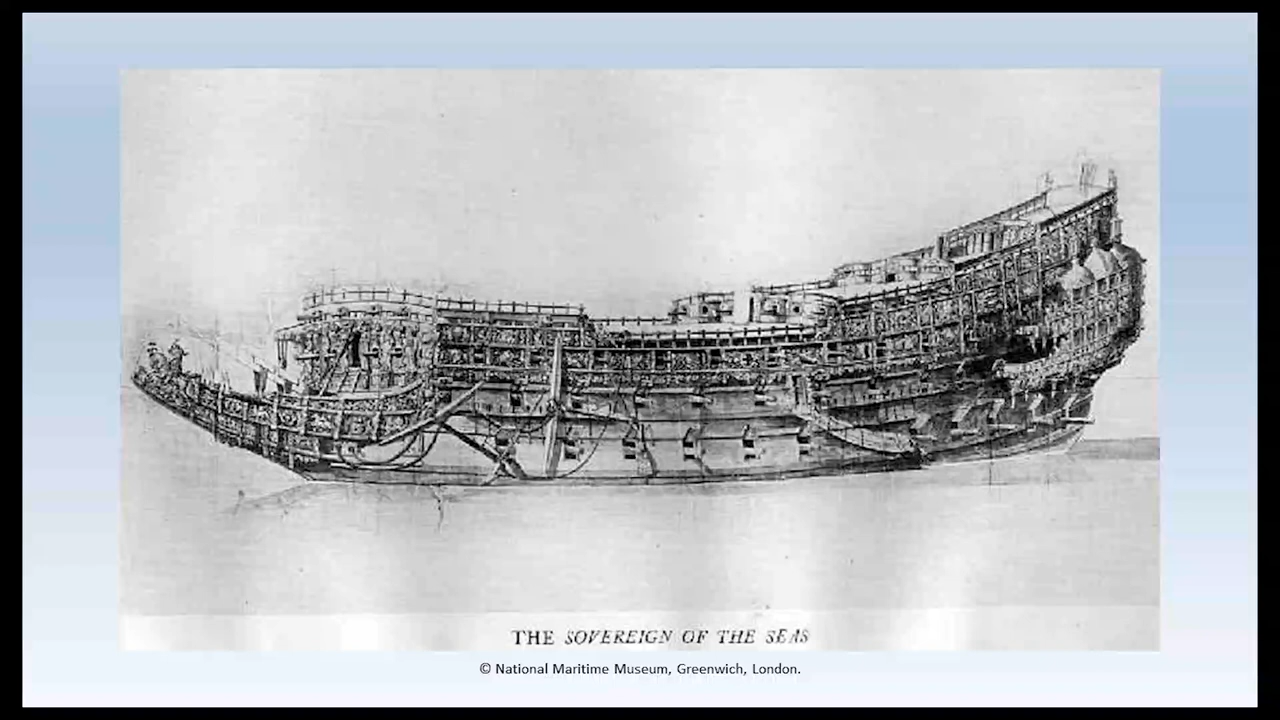 THE SOVEREIGN OF THE SEAS
© National Maritime Museum, Greenwich, London.